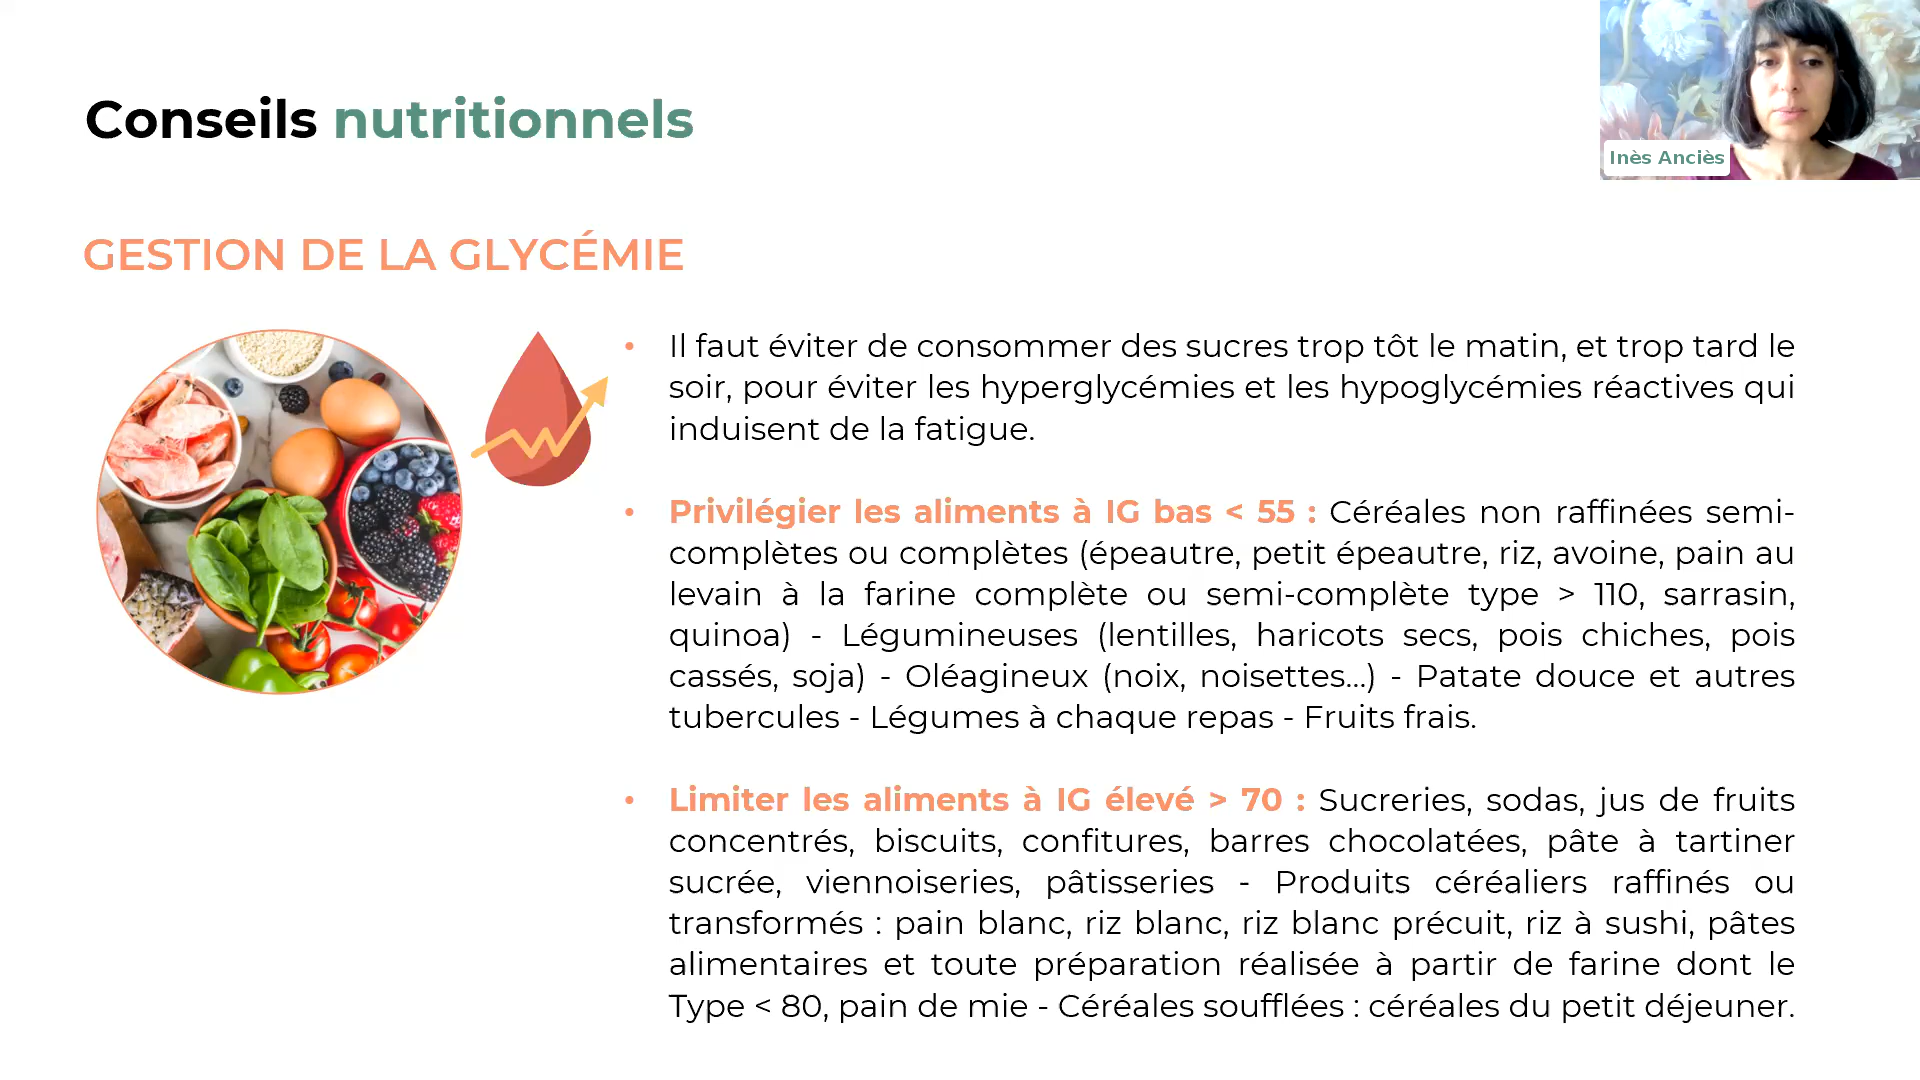 Conseils nutritionnels
Inès Anciès
GESTION DE LA GLYCÉMIE
• Il faut éviter de consommer des sucres trop tôt le matin, et trop tard le
soir, pour éviter les hyperglycémies et les hypoglycémies réactives qui
induisent de la fatigue.
• Privilégier les aliments à IG bas < 55 : Céréales non raffinées semi-
complètes ou complètes (épeautre, petit épeautre, riz, avoine, pain au
levain à la farine complète ou semi-complète type > 110, sarrasin,
quinoa) - Légumineuses (lentilles, haricots secs, pois chiches, pois
cassés, soja) - Oléagineux (noix, noisettes...) - Patate douce et autres
tubercules - Légumes à chaque repas - Fruits frais.
• Limiter les aliments à IG élevé > 70 : Sucreries, sodas, jus de fruits
concentrés, biscuits, confitures, barres chocolatées, pâte à tartiner
sucrée, viennoiseries, pâtisseries - Produits céréaliers raffinés ou
transformés : pain blanc, riz blanc, riz blanc précuit, riz à sushi, pâtes
alimentaires et toute préparation réalisée à partir de farine dont le
Type < 80, pain de mie - Céréales soufflées : céréales du petit déjeuner.